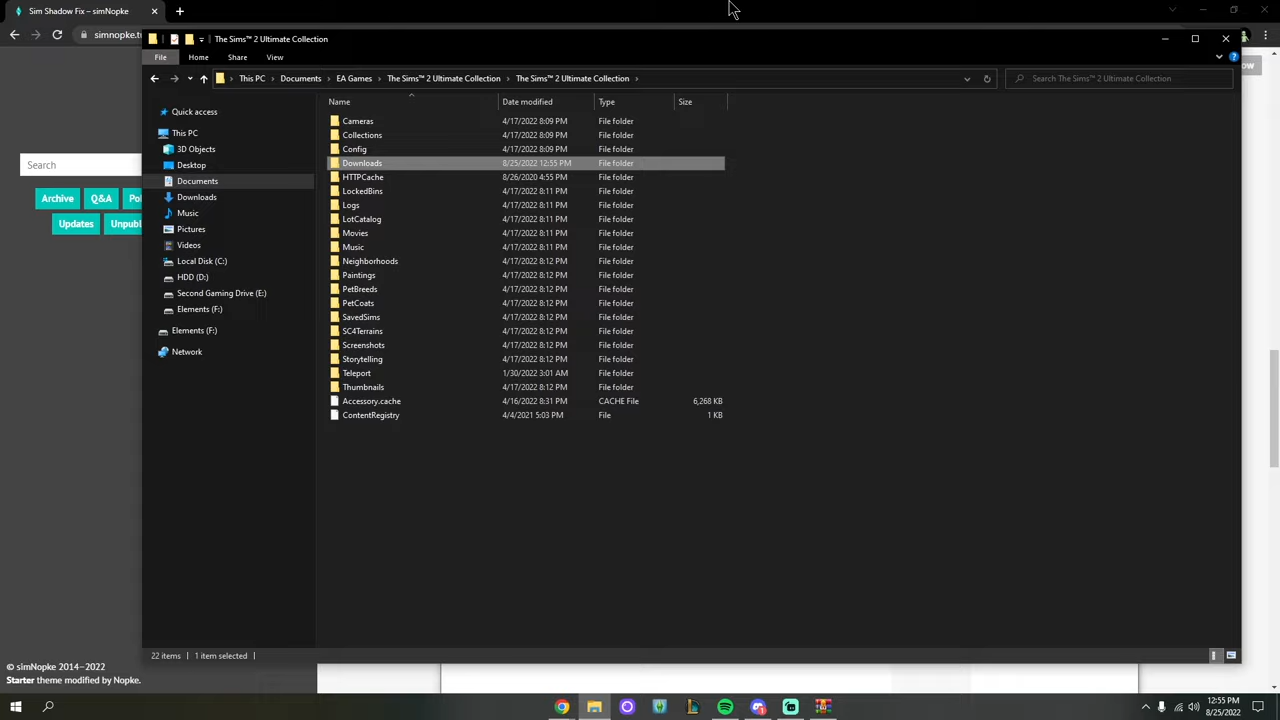 Sim Shadow Fix – simNopke
simnopke.tu
The Sims™ 2 Ultimate Collection
File Home Share View
This PC > Documents > EA Games > The Sims™ 2 Ultimate Collection > The Sims™ 2 Ultimate Collection >
Search The Sims™ 2 Ultimate Collection
Search
Archive Q&A
Updates
© simNopke 2014–2022
Starter theme modified by Nopke.
Quick access
This PC
3D Objects
Desktop
Documents
Downloads
Music
Pictures
Videos
Local Disk (C:)
HDD (D:)
Second Gaming Drive (E:)
Elements (F:)
Elements (F:)
Network
Name Date modified Type Size
Cameras 4/17/2022 8:09 PM File folder
Collections 4/17/2022 8:09 PM File folder
Config 4/17/2022 8:09 PM File folder
Downloads 8/25/2022 12:55 PM File folder
HTTPCache 8/26/2020 4:55 PM File folder
LockedBins 4/17/2022 8:11 PM File folder
Logs 4/17/2022 8:11 PM File folder
LotCatalog 4/17/2022 8:11 PM File folder
Movies 4/17/2022 8:11 PM File folder
Music 4/17/2022 8:11 PM File folder
Neighborhoods 4/17/2022 8:12 PM File folder
Paintings 4/17/2022 8:12 PM File folder
PetBreeds 4/17/2022 8:12 PM File folder
PetCoats 4/17/2022 8:12 PM File folder
SavedSims 4/17/2022 8:12 PM File folder
SC4Terrains 4/17/2022 8:12 PM File folder
Screenshots 4/17/2022 8:12 PM File folder
Storytelling 4/17/2022 8:12 PM File folder
Teleport 1/30/2022 3:01 AM File folder
Thumbnails 4/17/2022 8:12 PM File folder
Accessory.cache 4/16/2022 8:31 PM CACHE File 6,268 KB
ContentRegistry 4/4/2021 5:03 PM File 1 KB
22 items 1 item selected
12:55 PM
8/25/2022